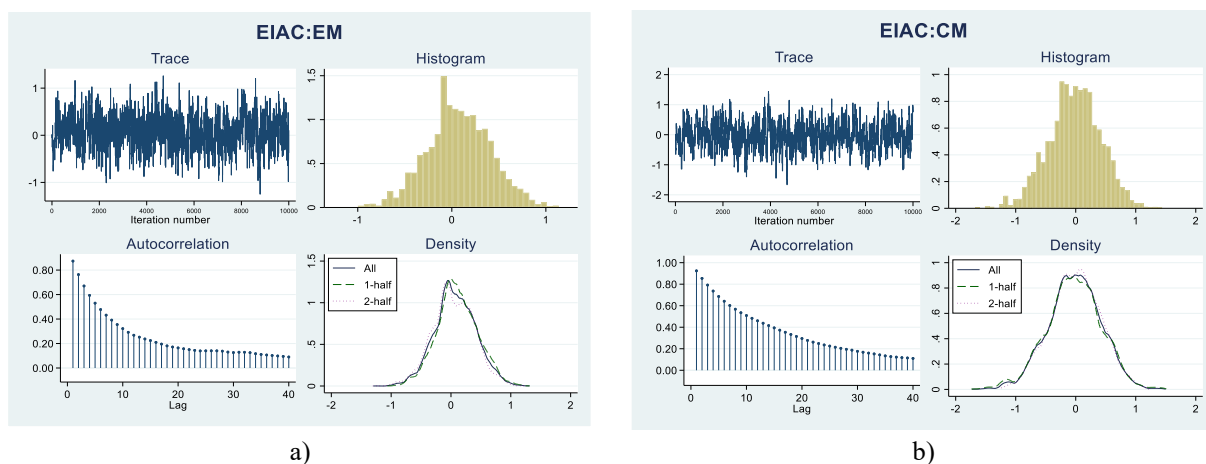 EIAC:EM
Trace
1
0
-1
0 2000 4000 6000 8000 10000
Iteration number
Histogram
1.5
1
.5
0
-1 0 1
Autocorrelation
0.80
0.60
0.40
0.20
0.00
0 10 20 30 40
Lag
Density
1.5
1
.5
0
All
1-half
2-half
-2 -1 0 1 2
a)
EIAC:CM
Trace
2
1
0
-1
-2
0 2000 4000 6000 8000 10000
Iteration number
Histogram
1
.8
.6
.4
.2
0
-2 -1 0 1 2
Autocorrelation
1.00
0.80
0.60
0.40
0.20
0.00
0 10 20 30 40
Lag
Density
1
.8
.6
.4
.2
0
All
1-half
2-half
-2 -1 0 1 2
b)